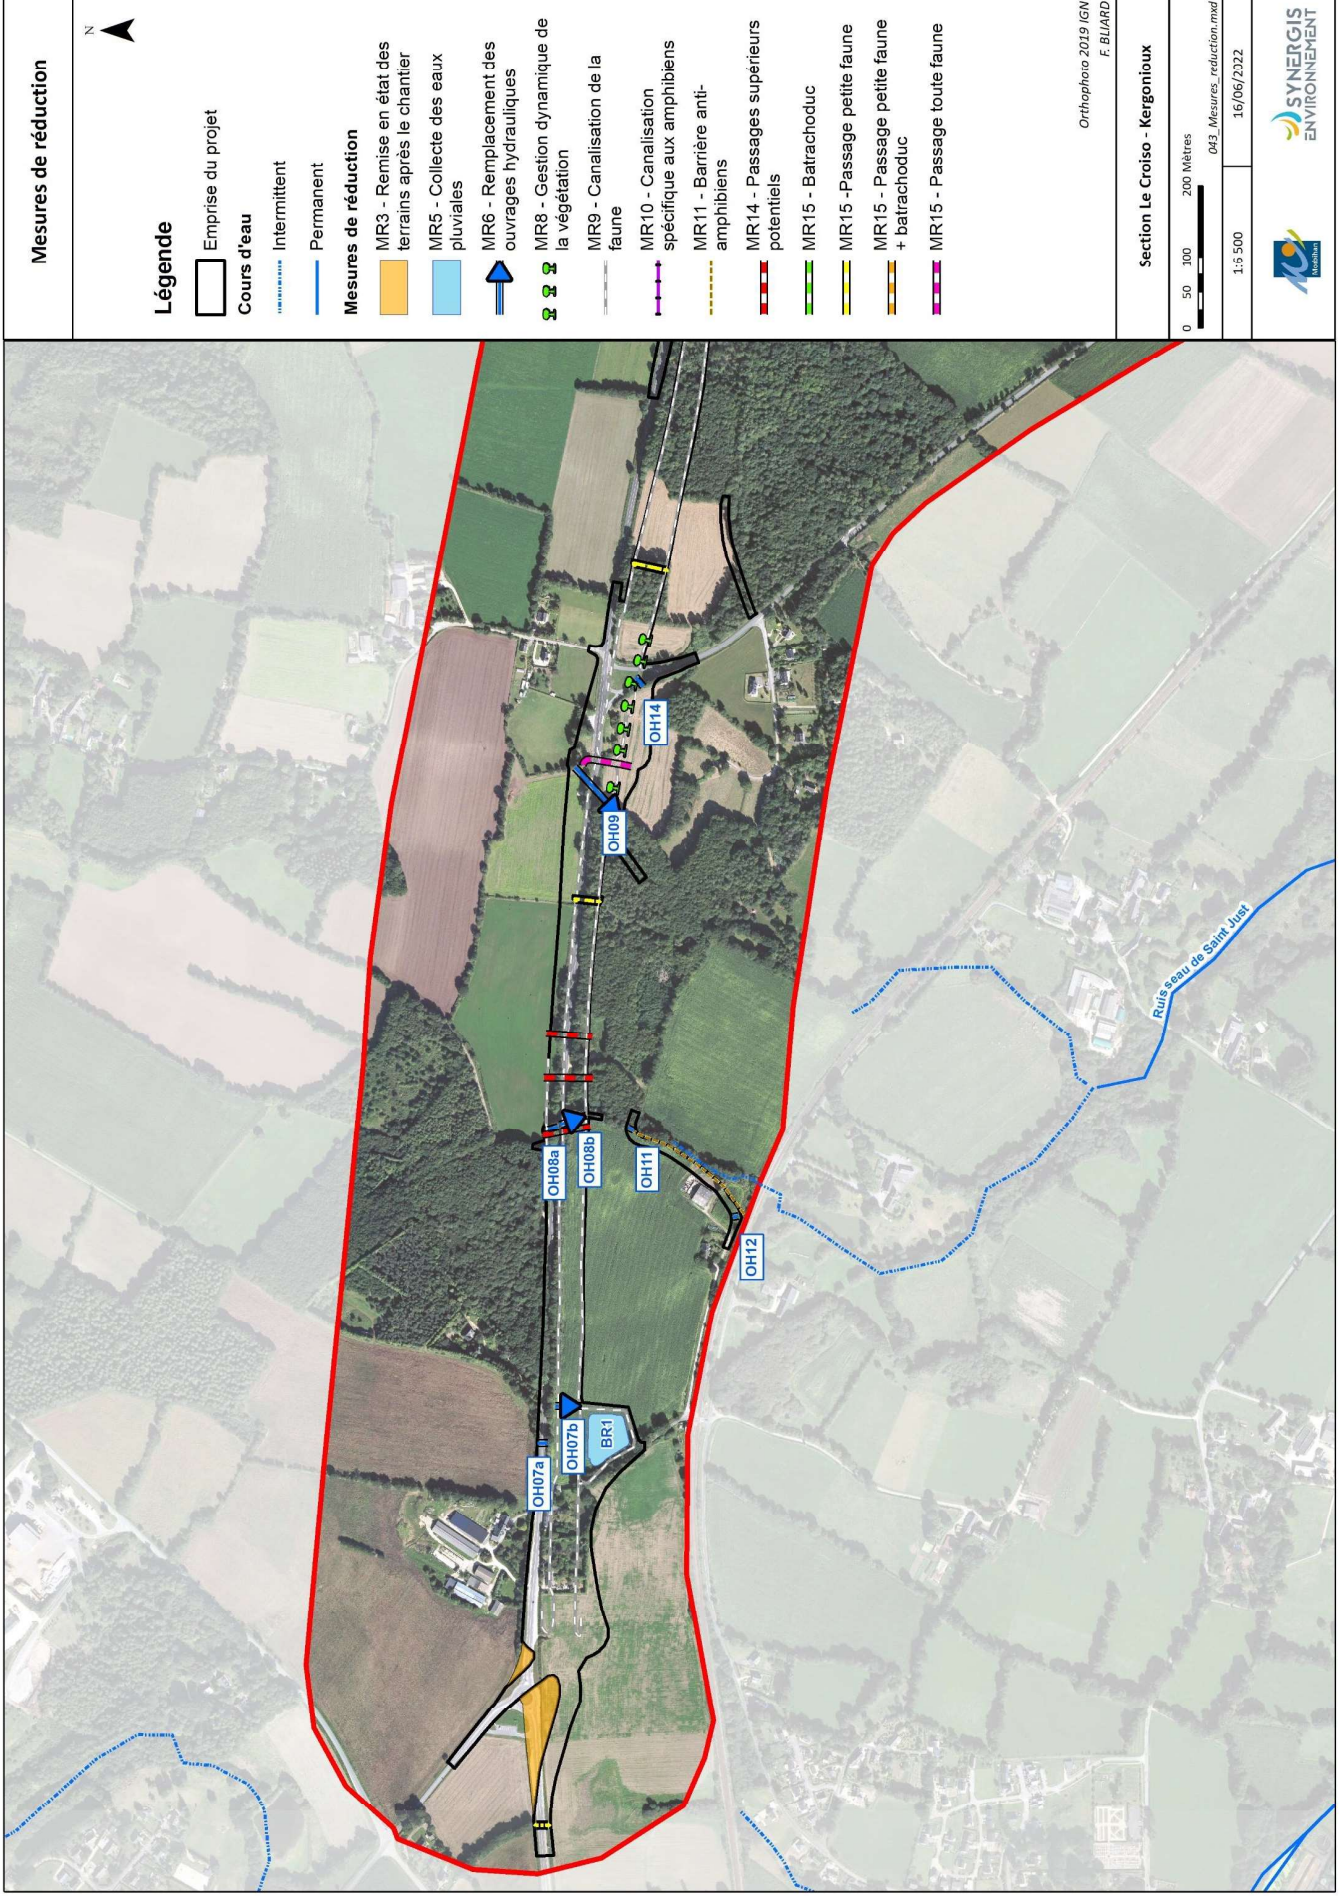 Mesures de réduction
N
Légende
Emprise du projet
Cours d'eau
Intermittent
Permanent
Mesures de réduction
MR3 - Remise en état des
terrains après le chantier
MR5 - Collecte des eaux
pluviales
MR6 - Remplacement des
ouvrages hydrauliques
MR8 - Gestion dynamique de
la végétation
MR9 - Canalisation de la
faune
MR10 - Canalisation
spécifique aux amphibiens
MR11 - Barrière anti-
amphibiens
MR14 - Passages supérieurs
potentiels
MR15 - Batrachoduc
MR15 -Passage petite faune
MR15 - Passage petite faune
+ batrachoduc
MR15 - Passage toute faune
Orthophoto 2019 IGN
F. BLIARD
Section Le Croiso - Kergonioux
0 50 100 200 Mètres
043_Mesures_reduction.mxd
1:6 500
16/06/2022
Morbihan
SYNERGIS
ENVIRONNEMENT
OH07a
OH07b
BR1
OH08a
OH08b
OH11
OH12
OH09
OH14
Ruisseau de Saint Just